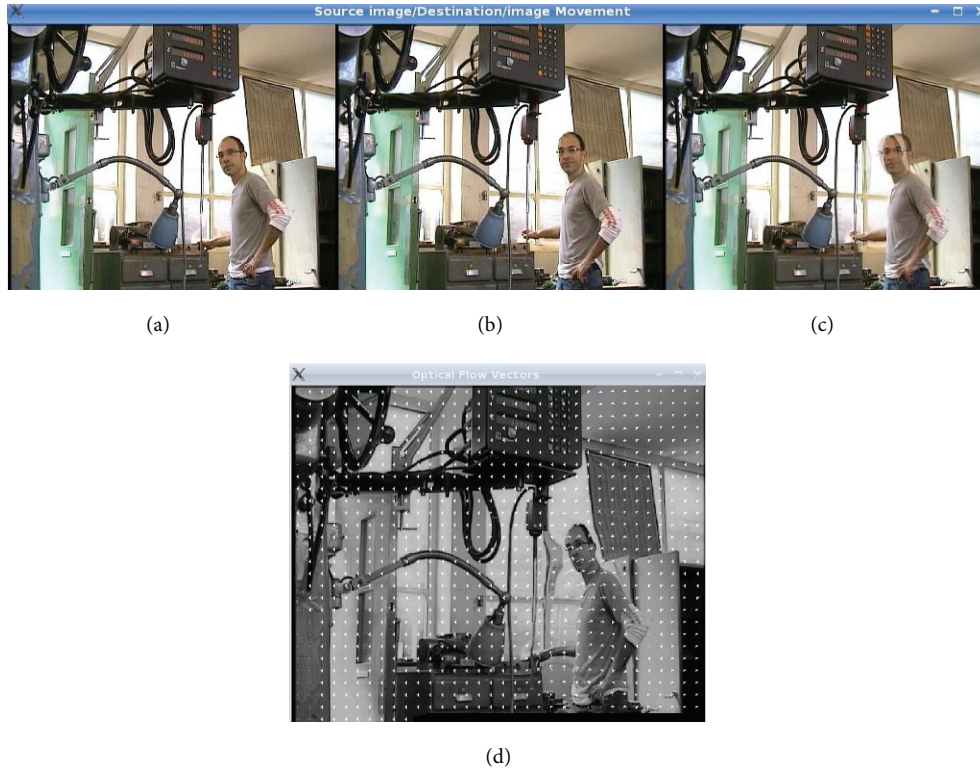 Source image/Destination/image Movement
(a)
(b)
(c)
Optical Flow Vectors
(d)